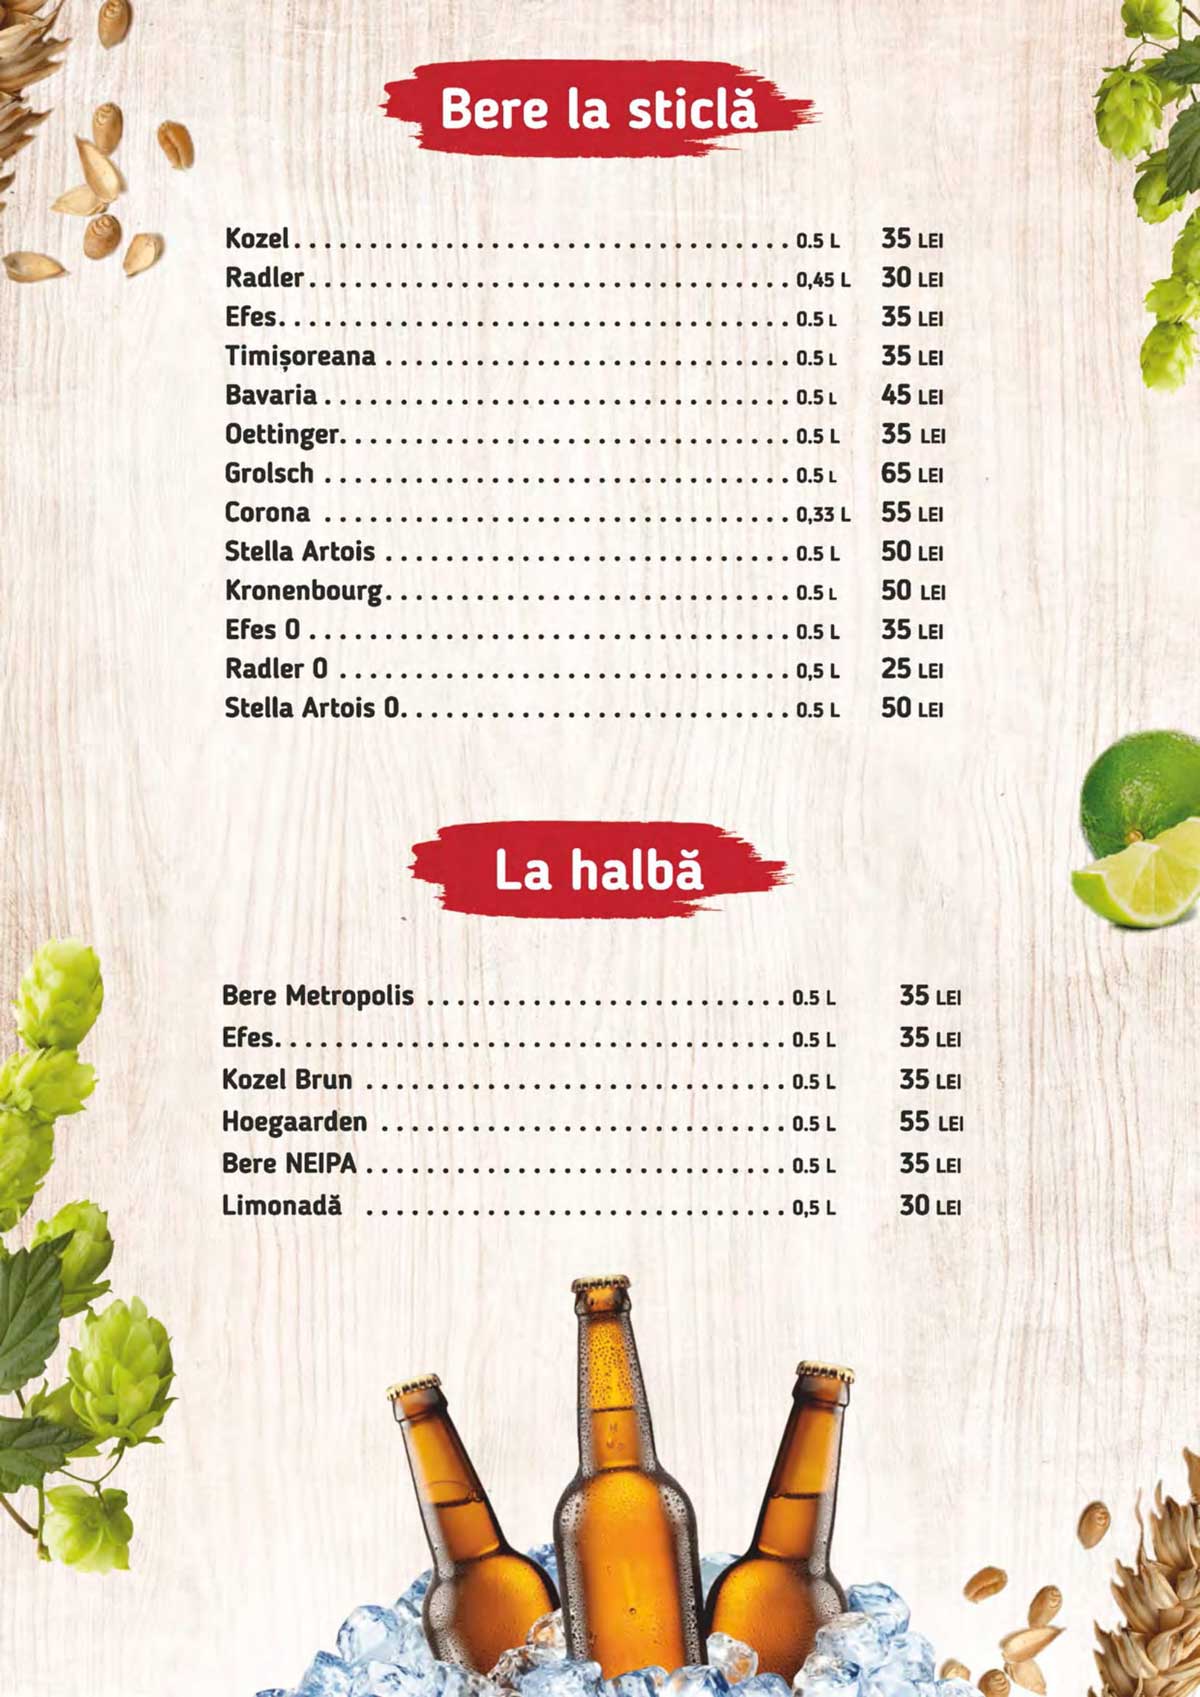 Bere la sticlă
Kozel 0.5 L 35 LEI
Radler 0,45 L 30 LEI
Efes 0.5 L 35 LEI
Timișoreana 0.5 L 35 LEI
Bavaria 0.5 L 45 LEI
Oettinger 0.5 L 35 LEI
Grolsch 0.5 L 65 LEI
Corona 0,33 L 55 LEI
Stella Artois 0.5 L 50 LEI
Kronenbourg 0.5 L 50 LEI
Efes 0 0.5 L 35 LEI
Radler 0 0,5 L 25 LEI
Stella Artois 0 0.5 L 50 LEI
La halbă
Bere Metropolis 0.5 L 35 LEI
Efes 0.5 L 35 LEI
Kozel Brun 0.5 L 35 LEI
Hoegaarden 0.5 L 55 LEI
Bere NEIPA 0.5 L 35 LEI
Limonadă 0,5 L 30 LEI